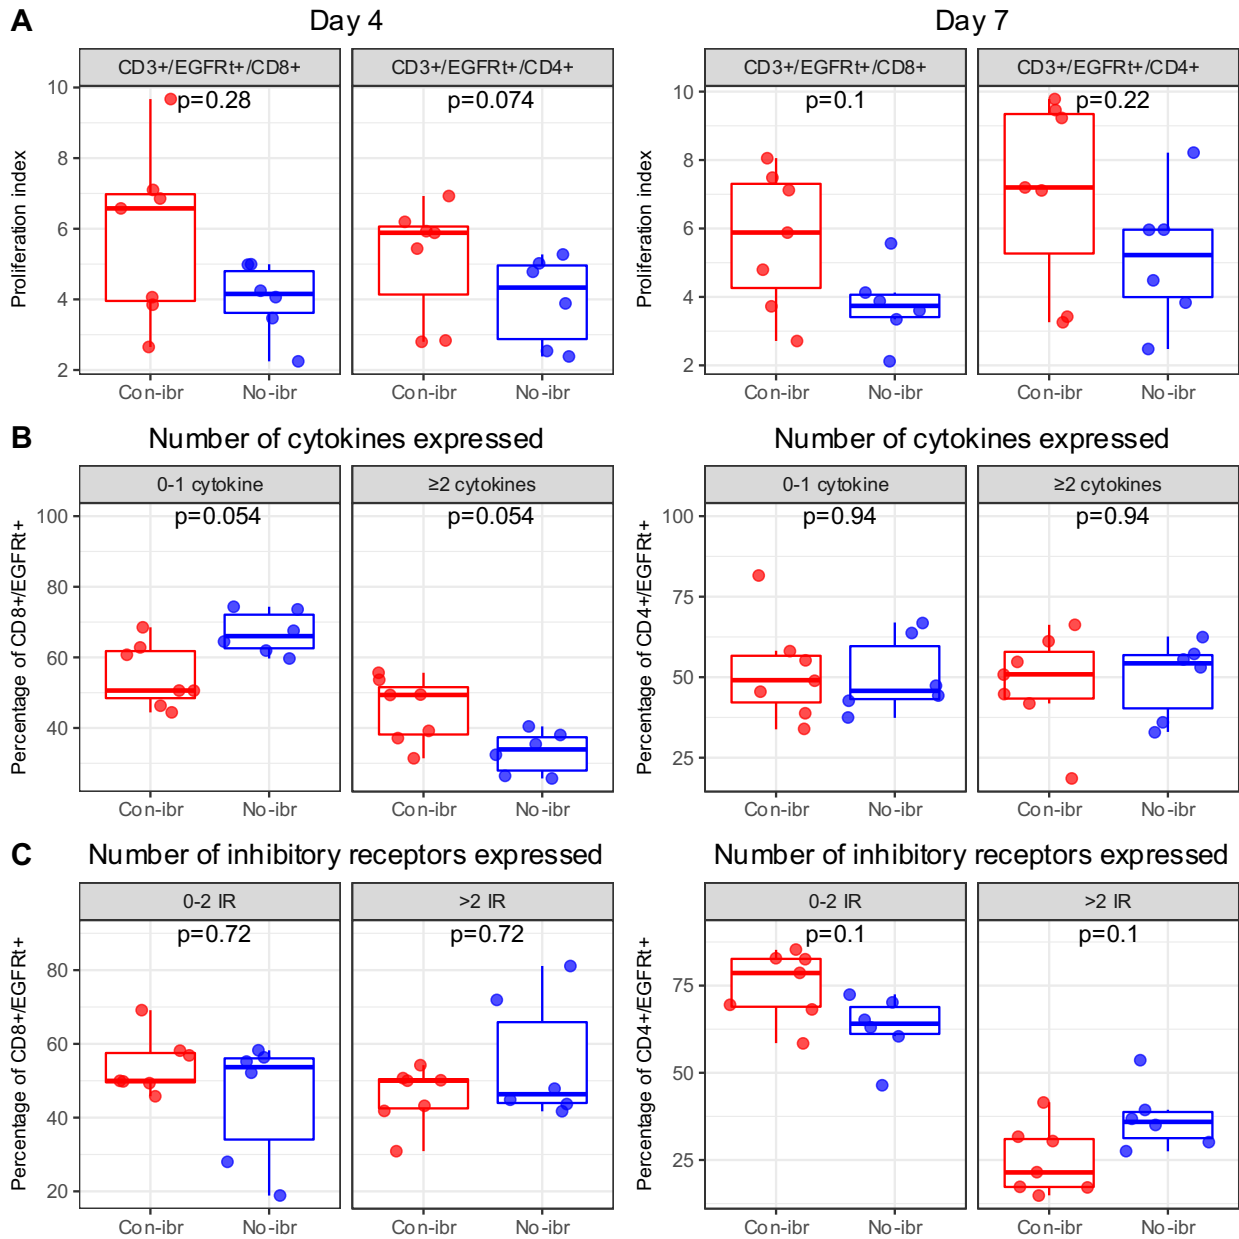 A
Day 4
Day 7
CD3+/EGFRt+/CD8+
CD3+/EGFRt+/CD4+
CD3+/EGFRt+/CD8+
CD3+/EGFRt+/CD4+
p=0.28
p=0.074
p=0.1
p=0.22
Proliferation index
10
8
6
4
2
Proliferation index
10
8
6
4
2
Con-ibr
No-ibr
Con-ibr
No-ibr
Con-ibr
No-ibr
Con-ibr
No-ibr
B
Number of cytokines expressed
Number of cytokines expressed
0-1 cytokine
≥2 cytokines
0-1 cytokine
≥2 cytokines
p=0.054
p=0.054
p=0.94
p=0.94
Percentage of CD8+/EGFRt+
100
80
60
40
Percentage of CD4+/EGFRt+
100
75
50
25
Con-ibr
No-ibr
Con-ibr
No-ibr
Con-ibr
No-ibr
Con-ibr
No-ibr
C
Number of inhibitory receptors expressed
Number of inhibitory receptors expressed
0-2 IR
>2 IR
0-2 IR
>2 IR
p=0.72
p=0.72
p=0.1
p=0.1
Percentage of CD8+/EGFRt+
80
60
40
20
Percentage of CD4+/EGFRt+
75
50
25
Con-ibr
No-ibr
Con-ibr
No-ibr
Con-ibr
No-ibr
Con-ibr
No-ibr